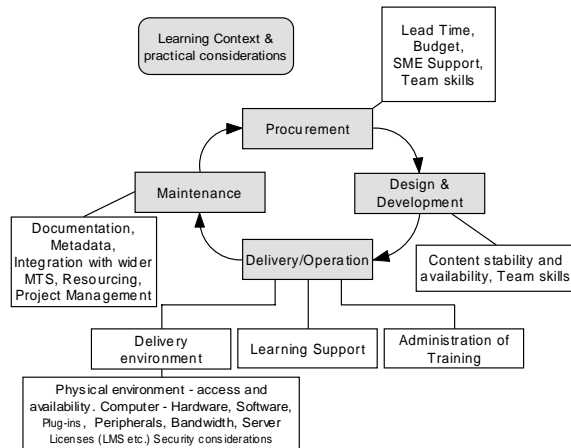 Learning Context &
practical considerations
Lead Time,
Budget,
SME Support,
Team skills
Procurement
Maintenance
Design &
Development
Documentation,
Metadata,
Integration with wider
MTS, Resourcing,
Project Management
Delivery/Operation
Content stability and
availability, Team skills
Delivery
environment
Learning Support
Administration of
Training
Physical environment - access and
availability. Computer - Hardware, Software,
Plug-ins, Peripherals, Bandwidth, Server
Licenses (LMS etc.) Security considerations